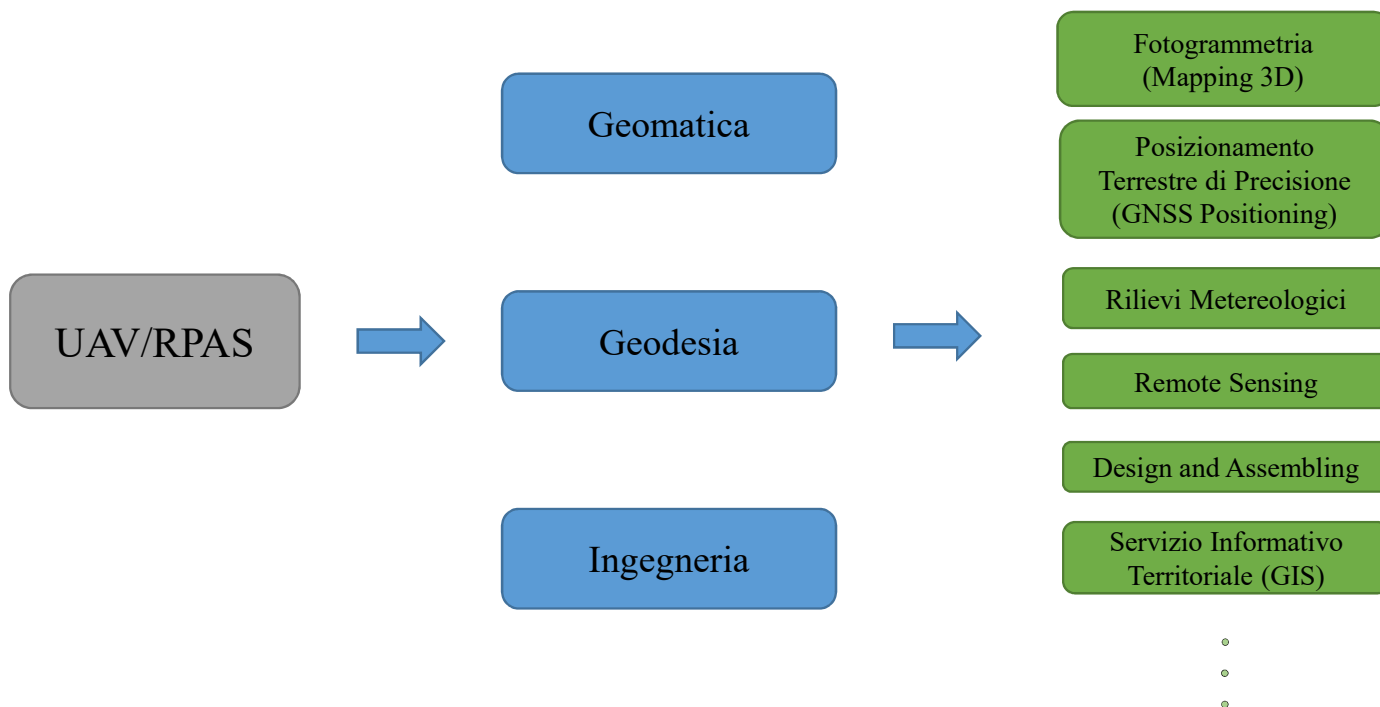 UAV/RPAS
Geomatica
Geodesia
Ingegneria
Fotogrammetria
(Mapping 3D)
Posizionamento
Terrestre di Precisione
(GNSS Positioning)
Rilievi Metereologici
Remote Sensing
Design and Assembling
Servizio Informativo
Territoriale (GIS)